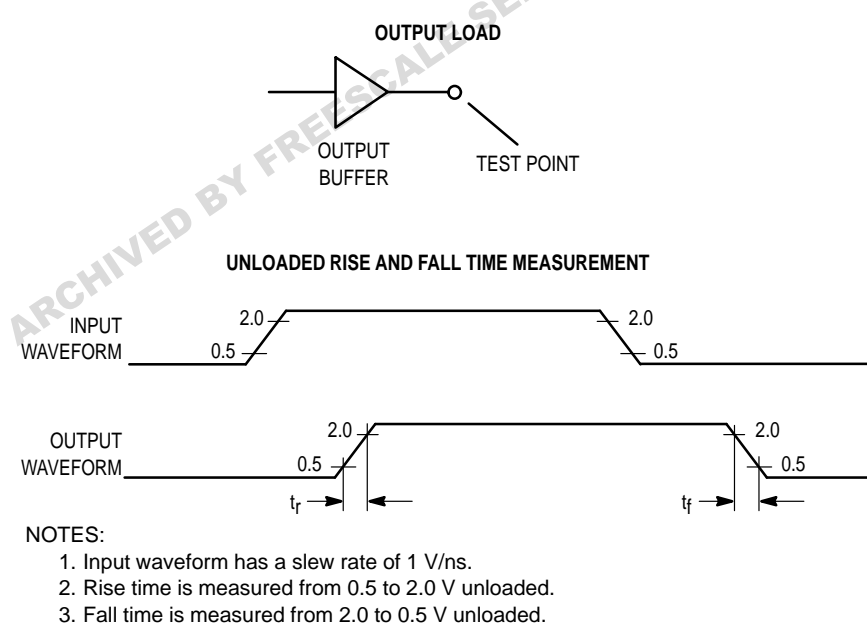 OUTPUT LOAD
OUTPUT
BUFFER
TEST POINT
ARCHIVED BY FREESCALE
UNLOADED RISE AND FALL TIME MEASUREMENT
INPUT
WAVEFORM
2.0
0.5
2.0
0.5
OUTPUT
WAVEFORM
2.0
0.5
2.0
0.5
tr
tf
NOTES:
1. Input waveform has a slew rate of 1 V/ns.
2. Rise time is measured from 0.5 to 2.0 V unloaded.
3. Fall time is measured from 2.0 to 0.5 V unloaded.